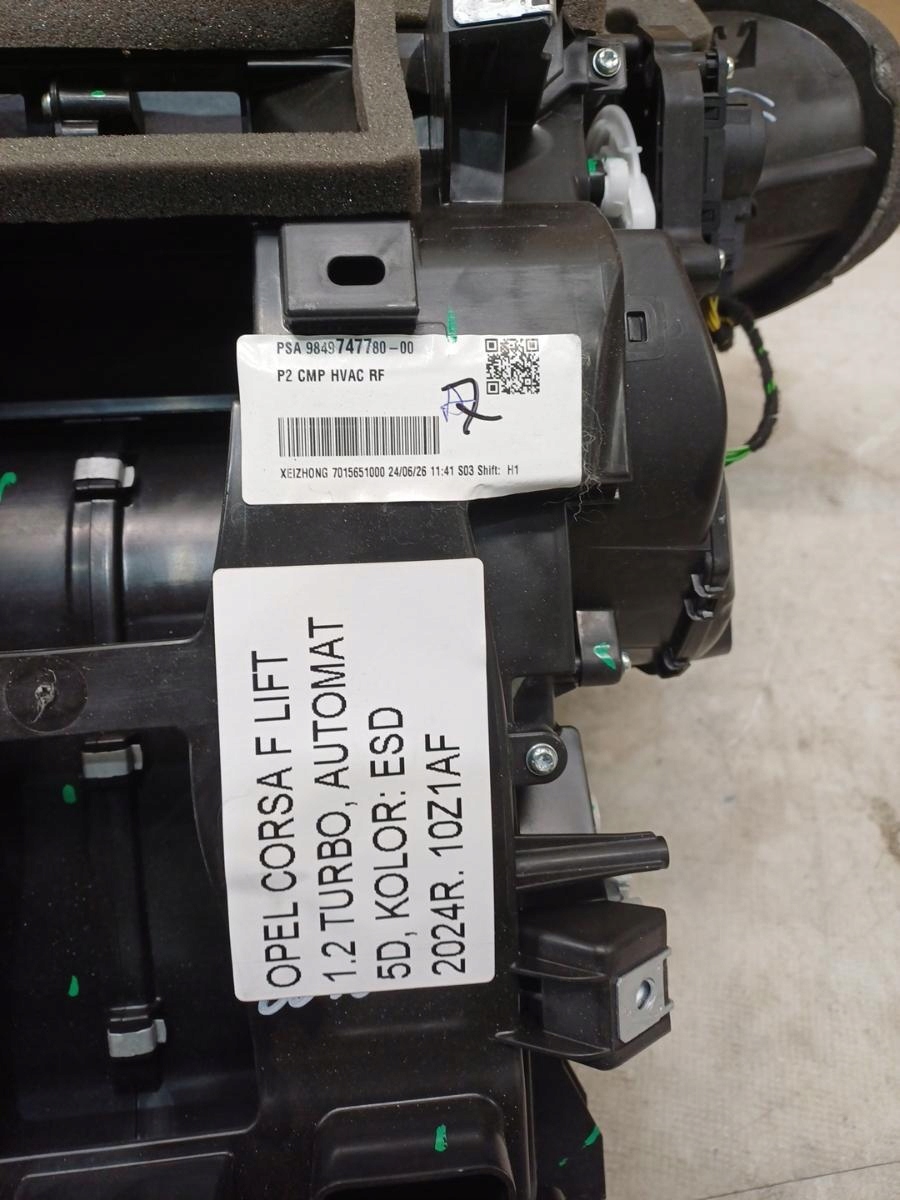 PSA 9849747780-00
P2 CMP HVAC RF
XEIZHONG 7015651000 24/06/26 11:41 S03 Shift: H1
OPEL CORSA F LIFT
1.2 TURBO, AUTOMAT
5D, KOLOR: ESD
2024R. 10Z1AF